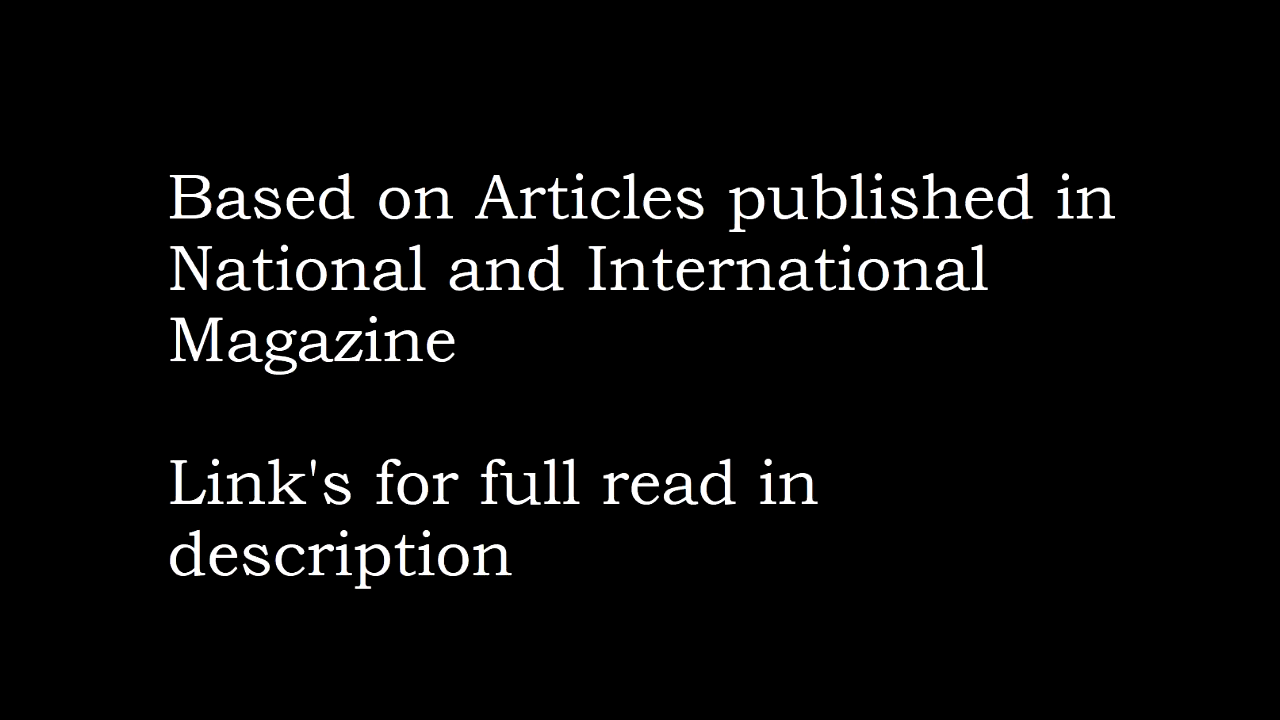 Based on Articles published in
National and International
Magazine
Link's for full read in
description